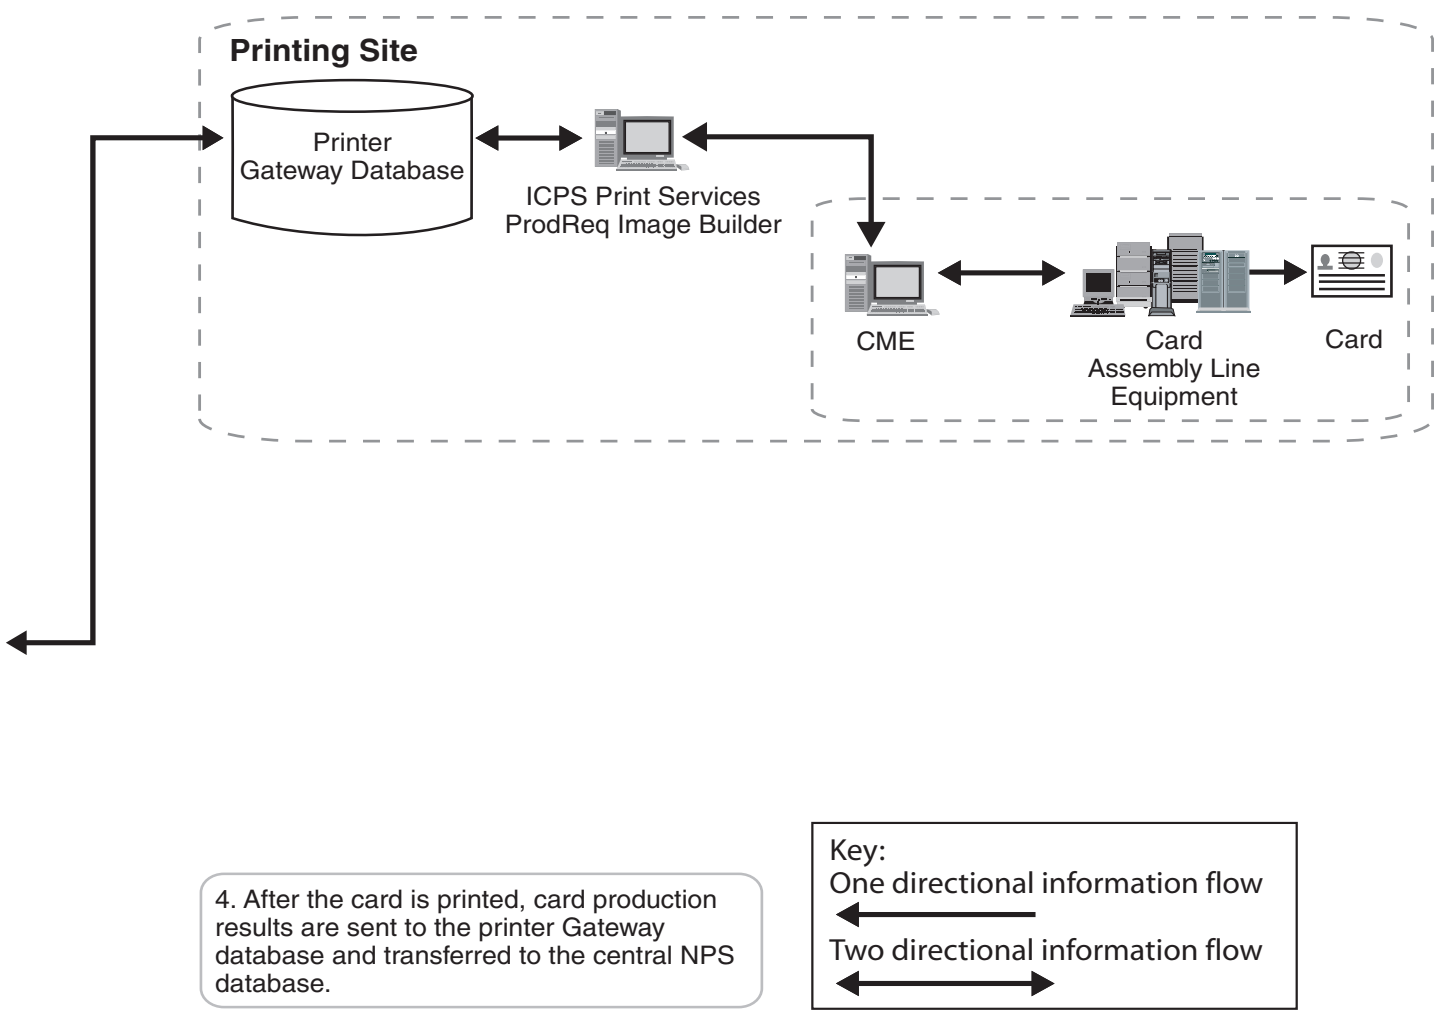 Printing Site
Printer
Gateway Database
ICPS Print Services
ProdReq Image Builder
CME
Card
Assembly Line
Equipment
Card
4. After the card is printed, card production
results are sent to the printer Gateway
database and transferred to the central NPS
database.
Key:
One directional information flow
Two directional information flow